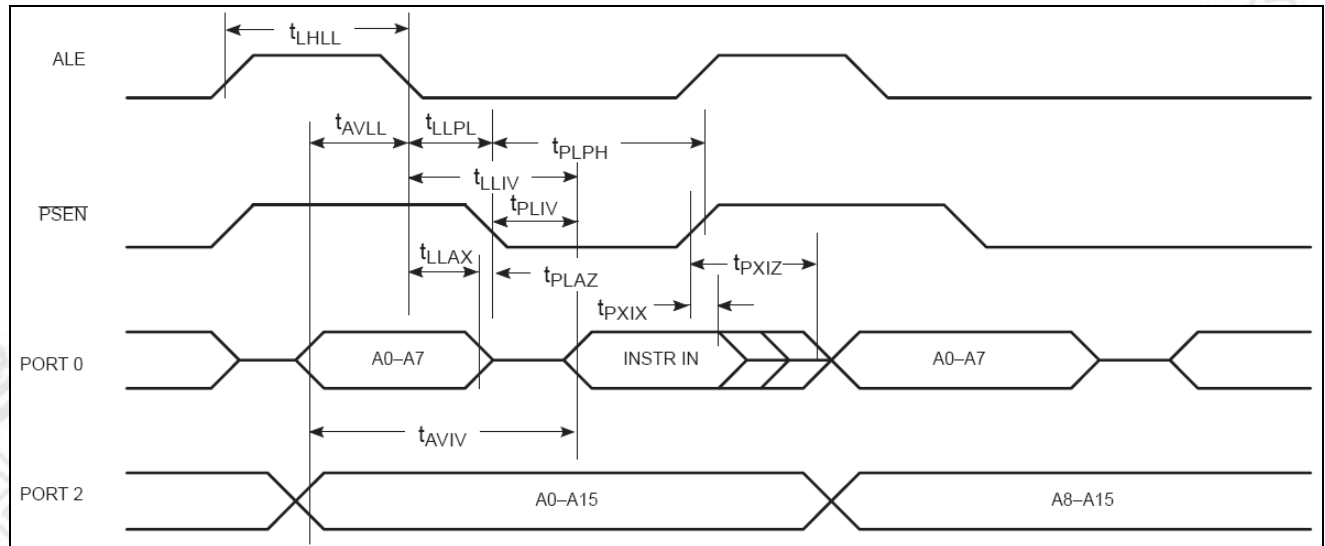 tLHLL
ALE
tAVLL
tLLPL
tPLPH
tLLIV
PSEN
tPLIV
tLLAX
tPLAZ
tPXIZ
tPXIX
PORT 0
A0–A7
INSTR IN
A0–A7
tAVIV
PORT 2
A0–A15
A8–A15